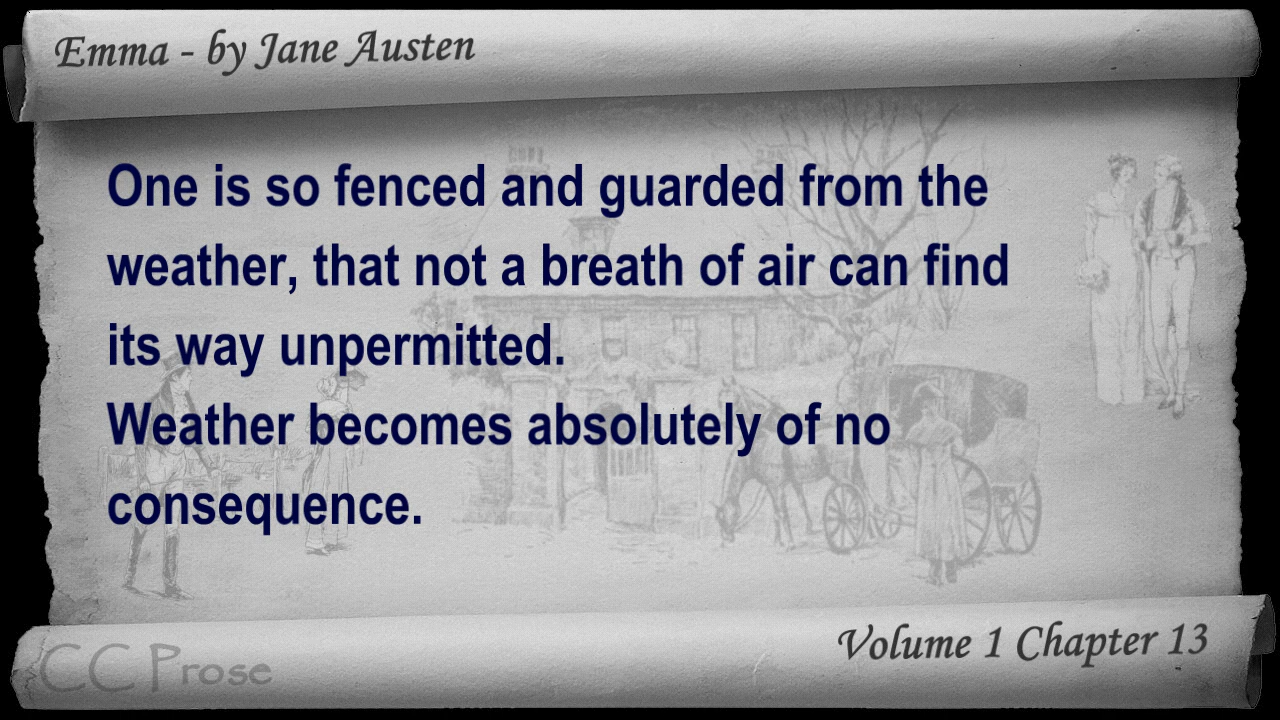 Emma - by Jane Austen
One is so fenced and guarded from the
weather, that not a breath of air can find
its way unpermitted.
Weather becomes absolutely of no
consequence.
Volume 1 Chapter 13
CC Prose